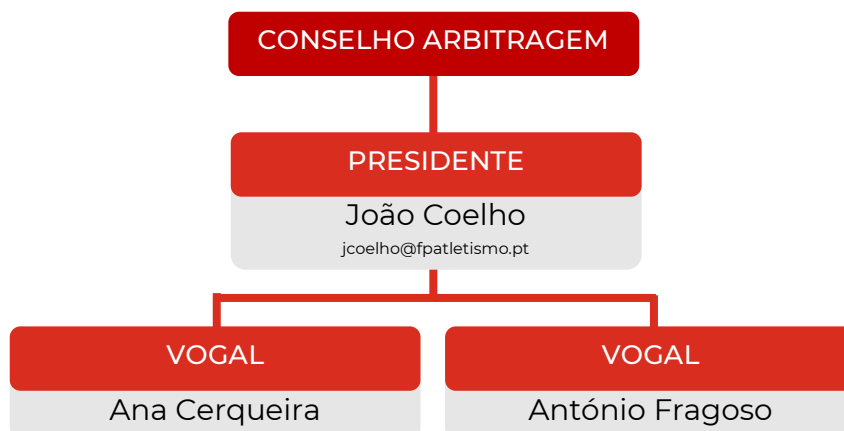 CONSELHO ARBITRAGEM
PRESIDENTE
João Coelho
jcoelho@fpatletismo.pt
VOGAL
Ana Cerqueira
VOGAL
António Fragoso